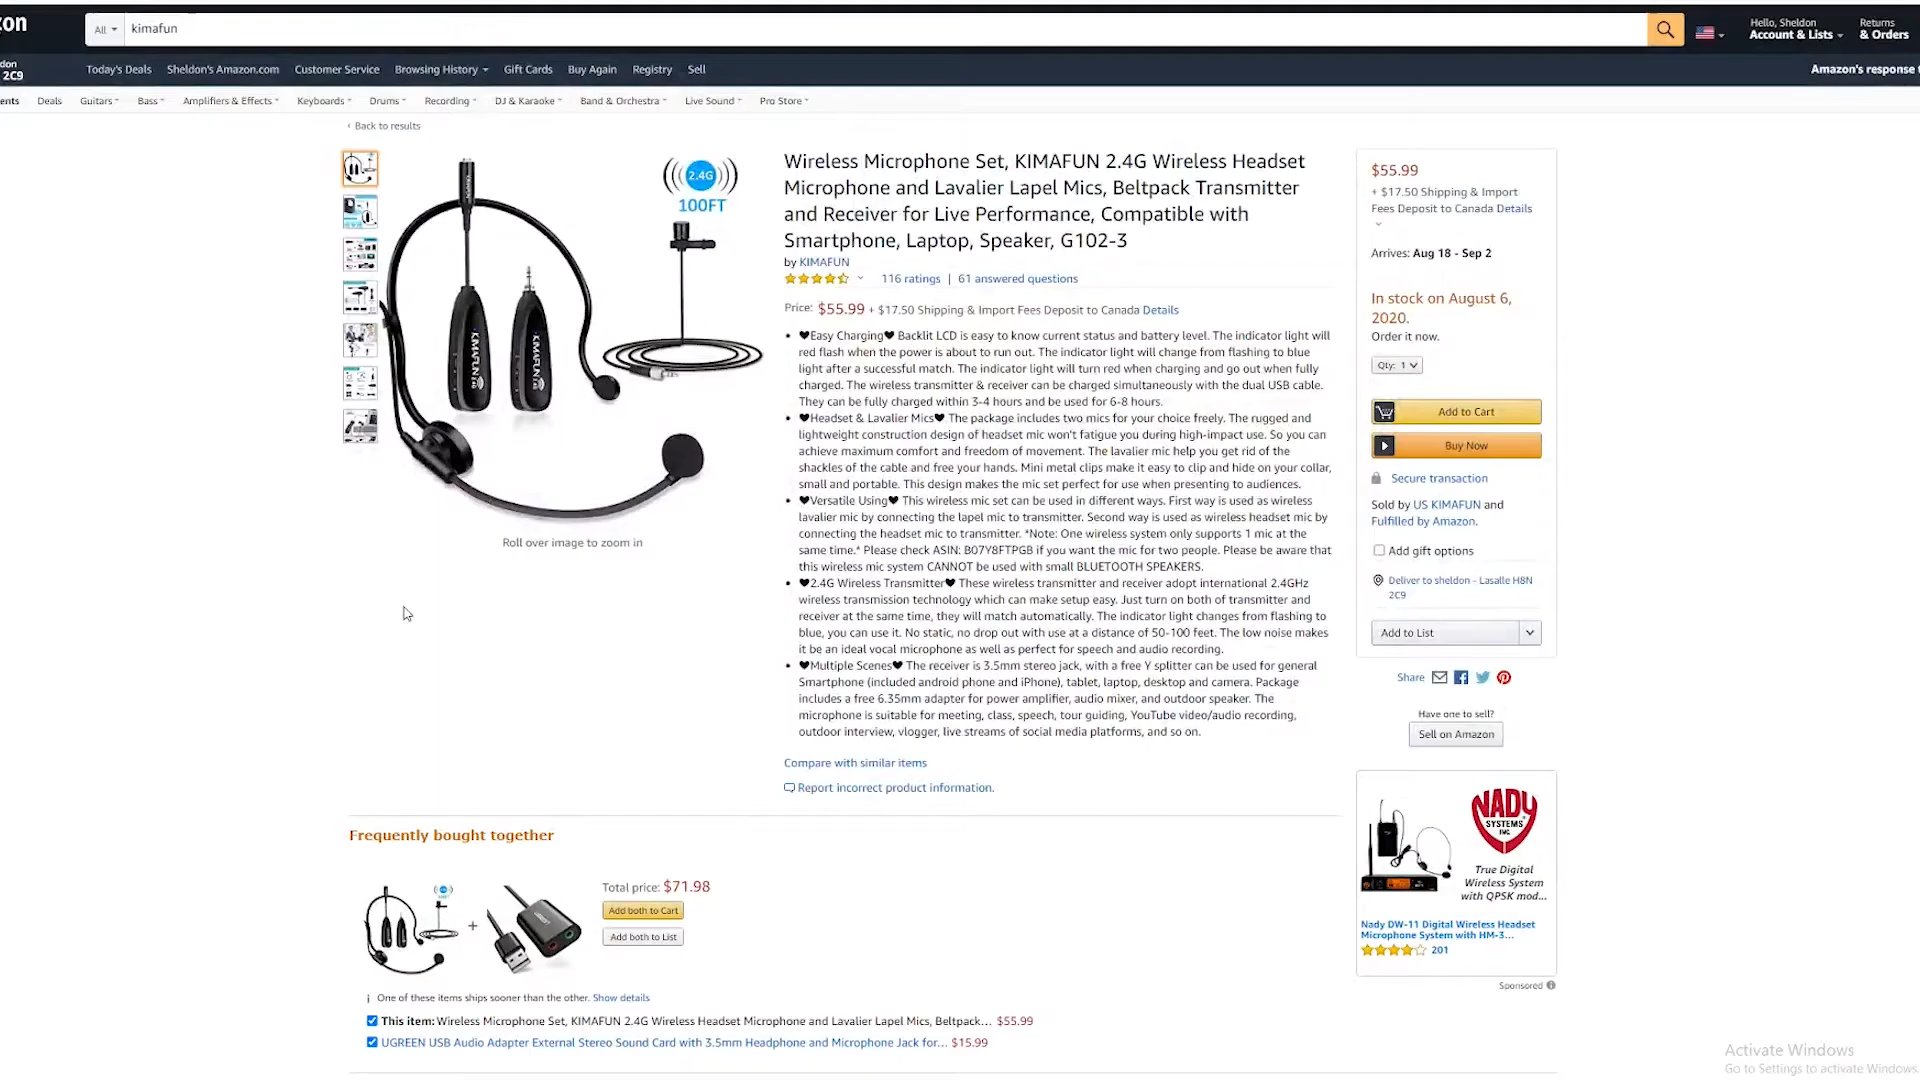 on
All
kimafun
Hello, Sheldon
Account & Lists
Returns
& Orders
don
2C9
Today's Deals
Sheldon's Amazon.com
Customer Service
Browsing History
Gift Cards
Buy Again
Registry
Sell
Amazon's response t
ents
Deals
Guitars
Bass
Amplifiers & Effects
Keyboards
Drums
Recording
DJ & Karaoke
Band & Orchestra
Live Sound
Pro Store
‹ Back to results
2.4G
100FT
KIMAFUN
KIMAFUN
Roll over image to zoom in
Wireless Microphone Set, KIMAFUN 2.4G Wireless Headset
Microphone and Lavalier Lapel Mics, Beltpack Transmitter
and Receiver for Live Performance, Compatible with
Smartphone, Laptop, Speaker, G102-3
by KIMAFUN
116 ratings | 61 answered questions
Price: $55.99 + $17.50 Shipping & Import Fees Deposit to Canada Details
• ♥Easy Charging♥ Backlit LCD is easy to know current status and battery level. The indicator light will
red flash when the power is about to run out. The indicator light will change from flashing to blue
light after a successful match. The indicator light will turn red when charging and go out when fully
charged. The wireless transmitter & receiver can be charged simultaneously with the dual USB cable.
They can be fully charged within 3-4 hours and be used for 6-8 hours.
• ♥Headset & Lavalier Mics♥ The package includes two mics for your choice freely. The rugged and
lightweight construction design of headset mic won't fatigue you during high-impact use. So you can
achieve maximum comfort and freedom of movement. The lavalier mic help you get rid of the
shackles of the cable and free your hands. Mini metal clips make it easy to clip and hide on your collar,
small and portable. This design makes the mic set perfect for use when presenting to audiences.
• ♥Versatile Using♥ This wireless mic set can be used in different ways. First way is used as wireless
lavalier mic by connecting the lapel mic to transmitter. Second way is used as wireless headset mic by
connecting the headset mic to transmitter. *Note: One wireless system only supports 1 mic at the
same time.* Please check ASIN: B07Y8FTPGB if you want the mic for two people. Please be aware that
this wireless mic system CANNOT be used with small BLUETOOTH SPEAKERS.
• ♥2.4G Wireless Transmitter♥ These wireless transmitter and receiver adopt international 2.4GHz
wireless transmission technology which can make setup easy. Just turn on both of transmitter and
receiver at the same time, they will match automatically. The indicator light changes from flashing to
blue, you can use it. No static, no drop out with use at a distance of 50-100 feet. The low noise makes
it be an ideal vocal microphone as well as perfect for speech and audio recording.
• ♥Multiple Scenes♥ The receiver is 3.5mm stereo jack, with a free Y splitter can be used for general
Smartphone (included android phone and iPhone), tablet, laptop, desktop and camera. Package
includes a free 6.35mm adapter for power amplifier, audio mixer, and outdoor speaker. The
microphone is suitable for meeting, class, speech, tour guiding, YouTube video/audio recording,
outdoor interview, vlogger, live streams of social media platforms, and so on.
Compare with similar items
Report incorrect product information.
$55.99
+ $17.50 Shipping & Import
Fees Deposit to Canada Details
Arrives: Aug 18 - Sep 2
In stock on August 6,
2020.
Order it now.
Qty: 1
Add to Cart
Buy Now
Secure transaction
Sold by US KIMAFUN and
Fulfilled by Amazon.
Add gift options
Deliver to sheldon - Lasalle H8N
2C9
Add to List
Share
Have one to sell?
Sell on Amazon
NADY
SYSTEMS
INC
True Digital
Wireless System
with QPSK mod...
Nady DW-11 Digital Wireless Headset
Microphone System with HM-3...
201
Sponsored
Frequently bought together
+
Total price: $71.98
Add both to Cart
Add both to List
One of these items ships sooner than the other. Show details
This item: Wireless Microphone Set, KIMAFUN 2.4G Wireless Headset Microphone and Lavalier Lapel Mics, Beltpack... $55.99
UGREEN USB Audio Adapter External Stereo Sound Card with 3.5mm Headphone and Microphone Jack for... $15.99
Activate Windows
Go to Settings to activate Windows.